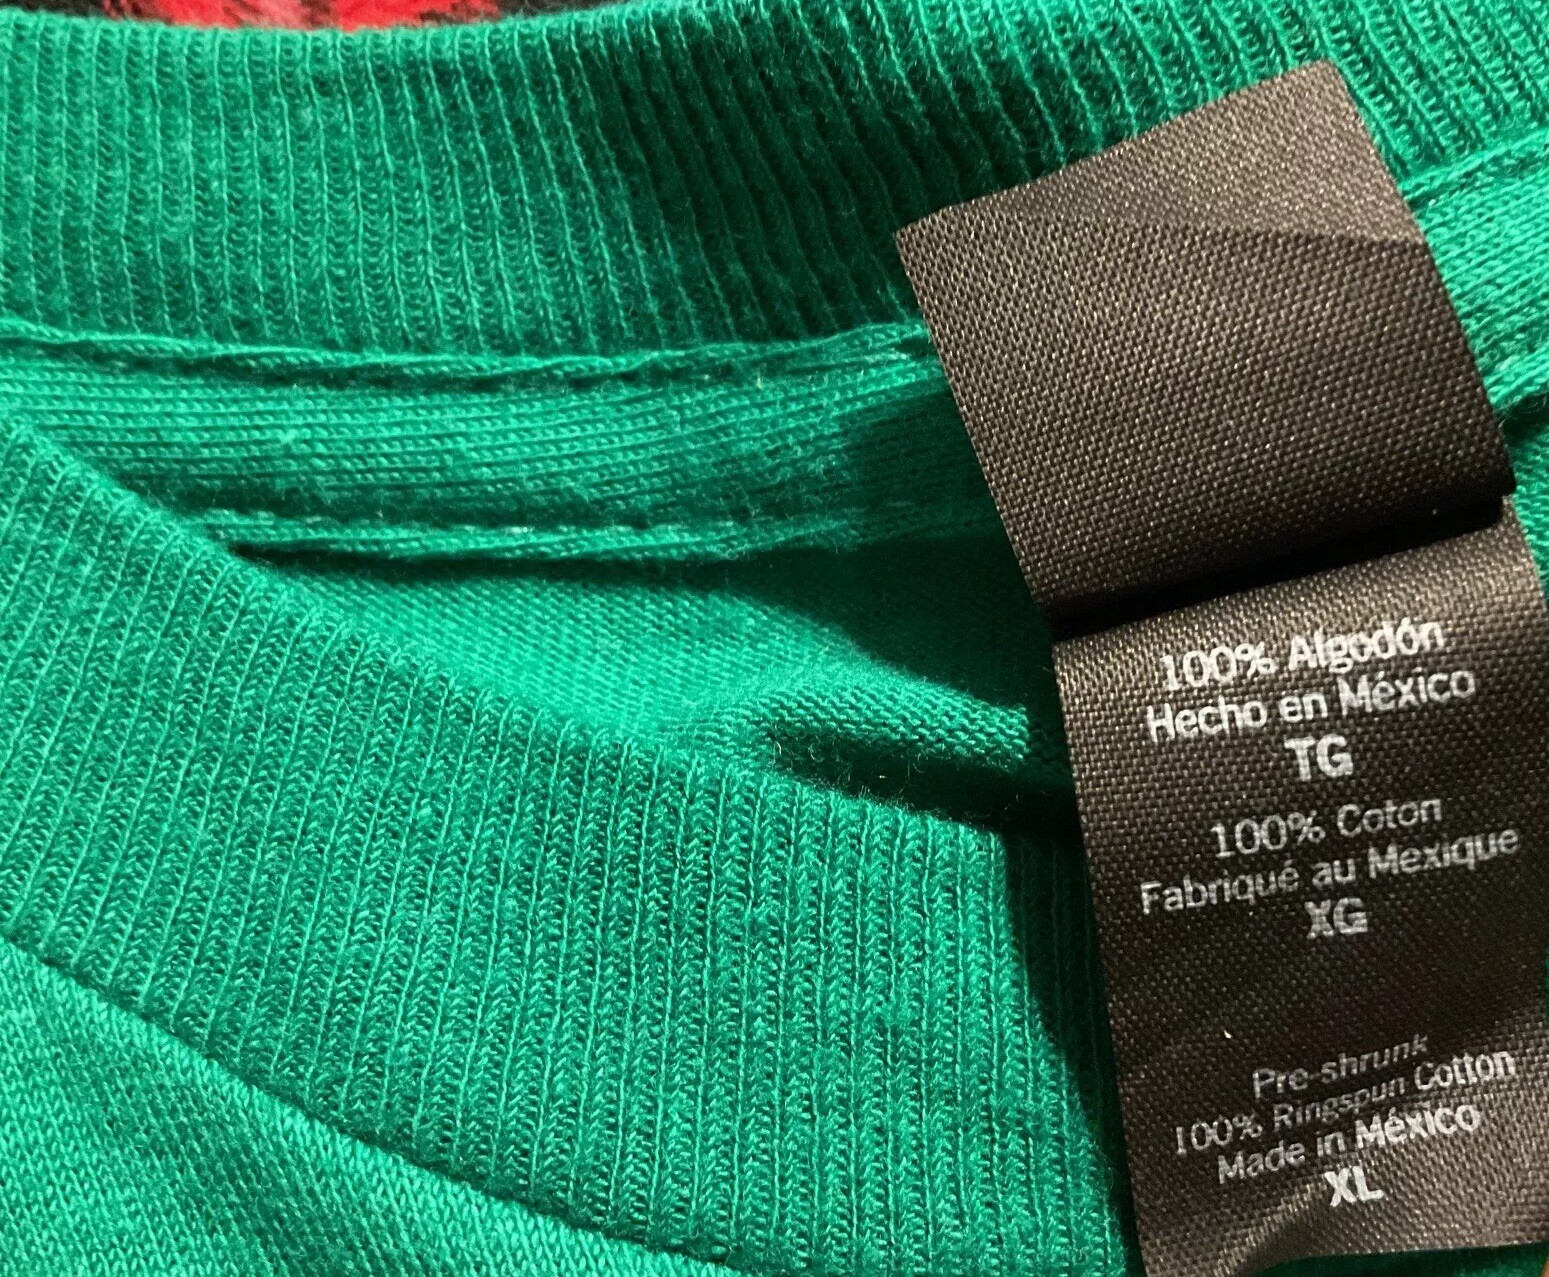 100% Algodón
Hecho en México
TG
100% Coton
Fabriqué au Mexique
XG
Pre-shrunk
100% Ringspun Cotton
Made in México
XL